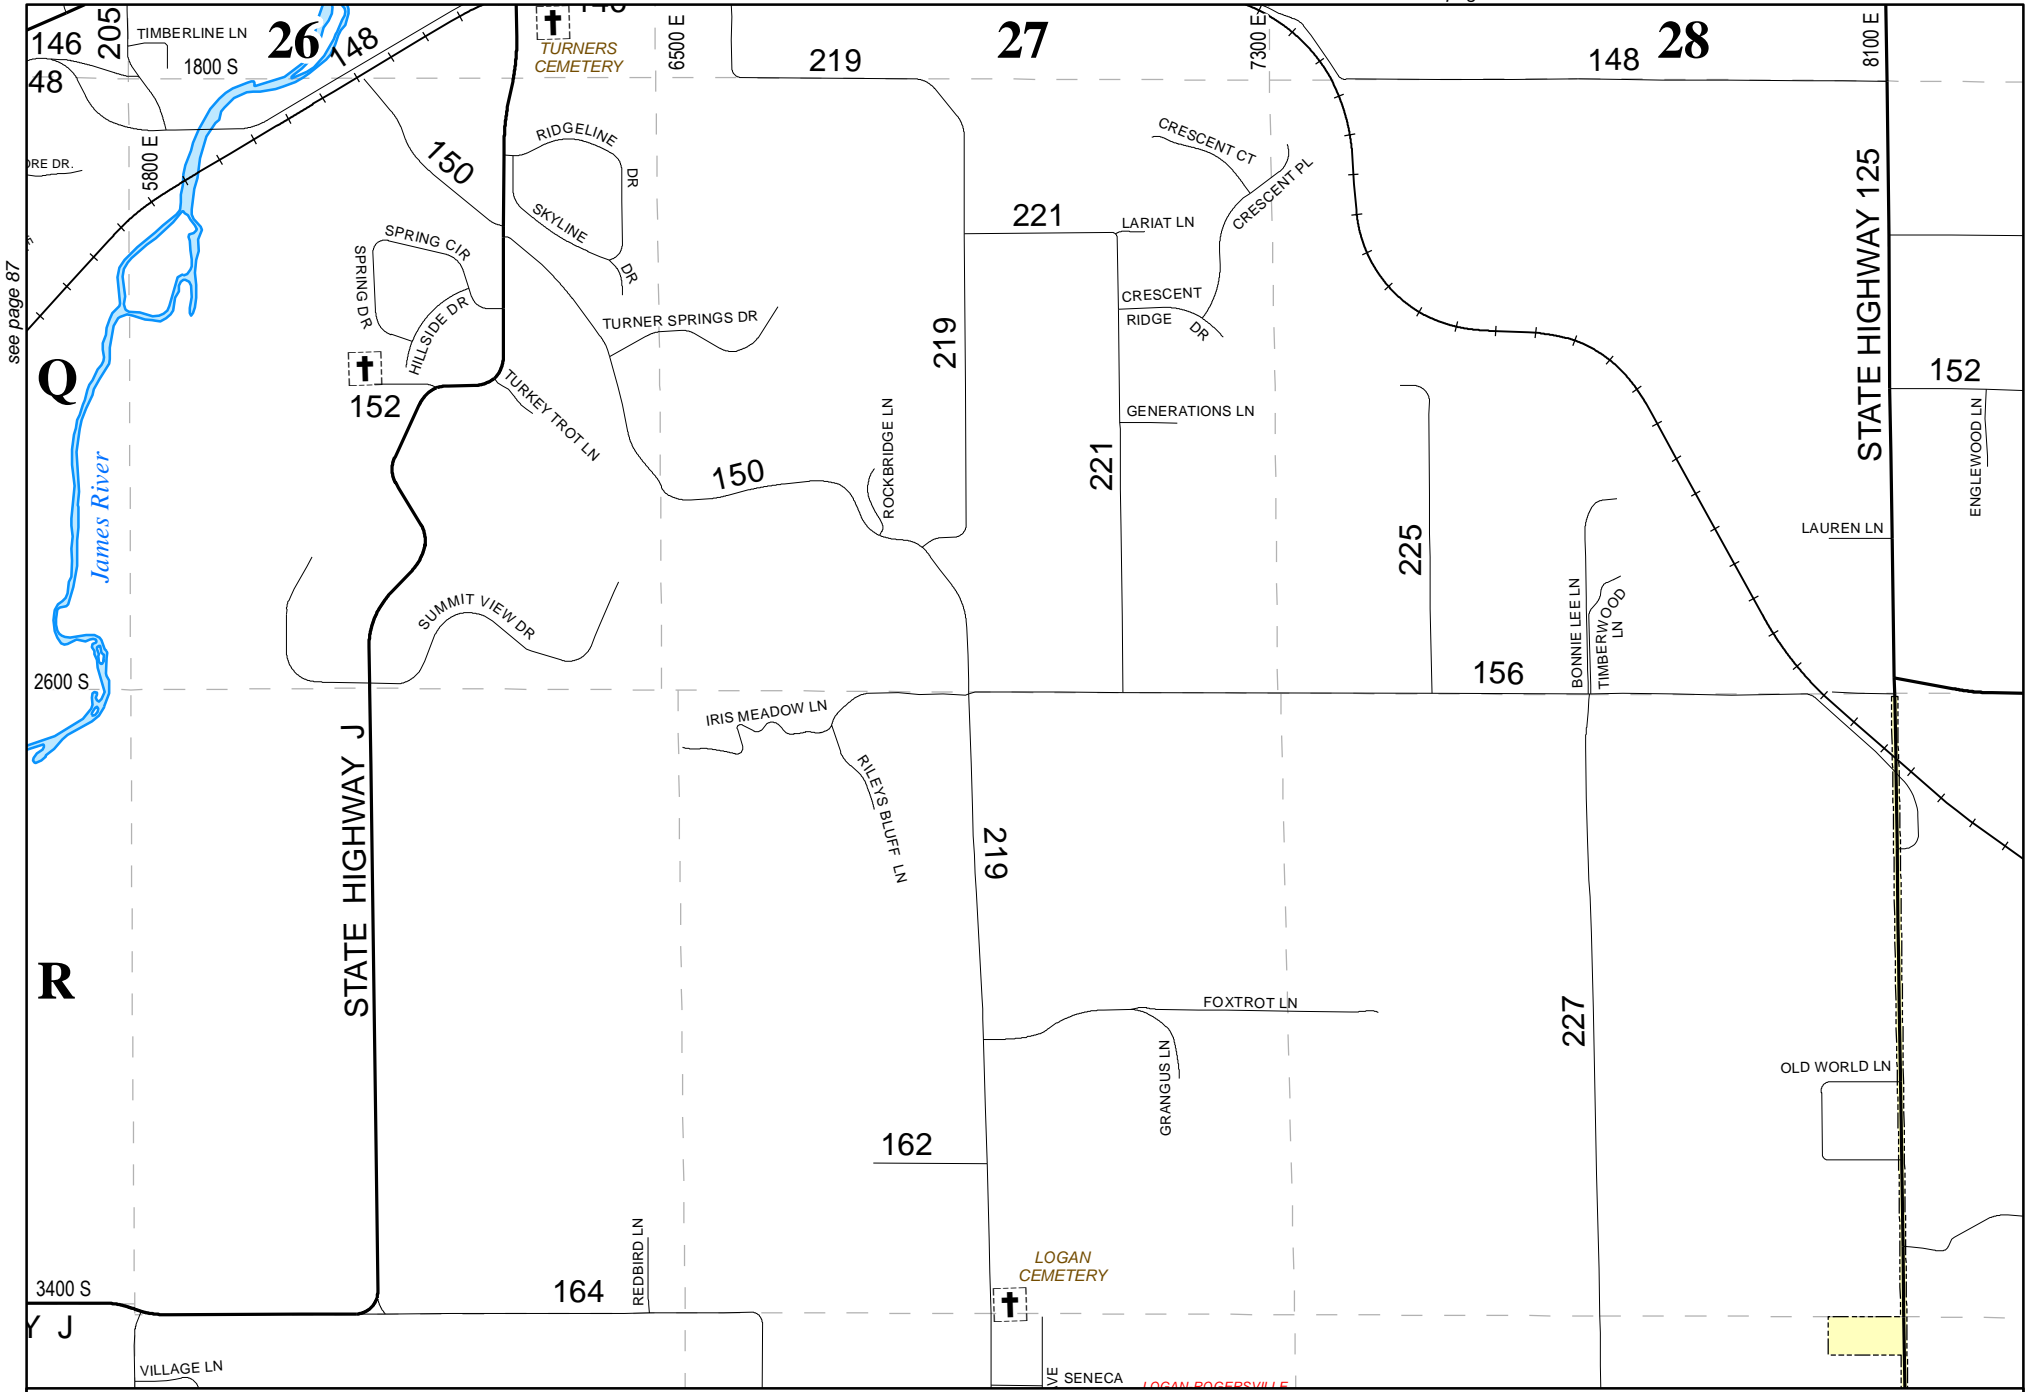 146
205
TIMBERLINE LN
26
148
1800 S
48
TURNERS
CEMETERY
6500 E
219
27
7300 E
148
28
8100 E
5800 E
150
RIDGELINE
DR
SKYLINE
DR
CRESCENT CT
CRESCENT PL
STATE HIGHWAY 125
ORE DR.
SPRING CIR
SPRING DR
HILLSIDE DR
221
LARIAT LN
CRESCENT
RIDGE
DR
see page 87
TURNER SPRINGS DR
219
Q
152
TURKEY TROT LN
152
ENGLEWOOD LN
GENERATIONS LN
221
ROCKBRIDGE LN
150
James River
225
LAUREN LN
SUMMIT VIEW DR
BONNIE LEE LN
TIMBERWOOD
LN
2600 S
156
IRIS MEADOW LN
RILEYS BLUFF LN
STATE HIGHWAY J
219
R
FOXTROT LN
227
GRANGUS LN
OLD WORLD LN
162
REDBIRD LN
LOGAN
CEMETERY
3400 S
164
Y J
VILLAGE LN
VE
SENECA
LOGAN ROGERSVILLE